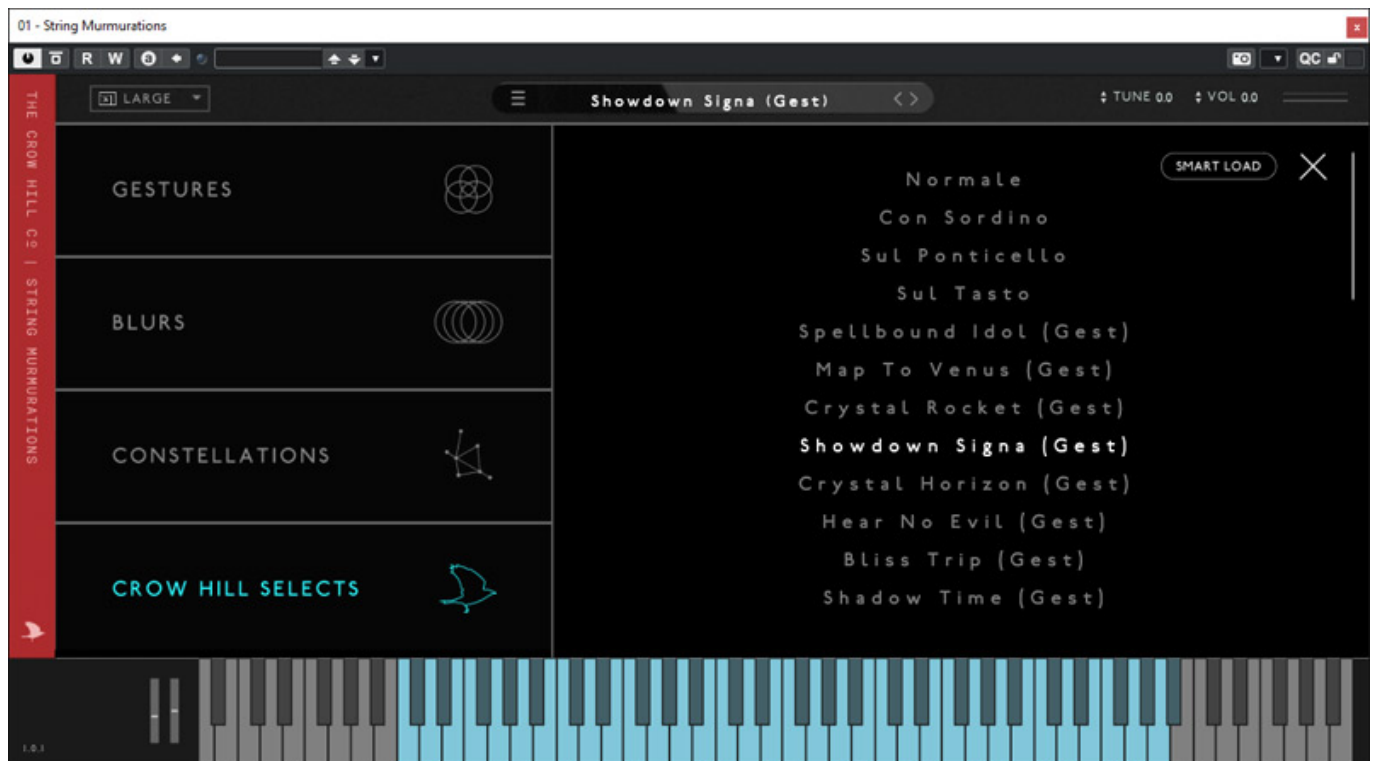 01 - String Murmurations
x
R W a QC
LARGE
Showdown Signa (Gest)
TUNE 0.0 VOL 0.0
THE CROW HILL Cº | STRING MURMURATIONS
GESTURES
BLURS
CONSTELLATIONS
CROW HILL SELECTS
SMART LOAD
Normale
Con Sordino
Sul Ponticello
Sul Tasto
Spellbound Idol (Gest)
Map To Venus (Gest)
Crystal Rocket (Gest)
Showdown Signa (Gest)
Crystal Horizon (Gest)
Hear No Evil (Gest)
Bliss Trip (Gest)
Shadow Time (Gest)
1.0.1